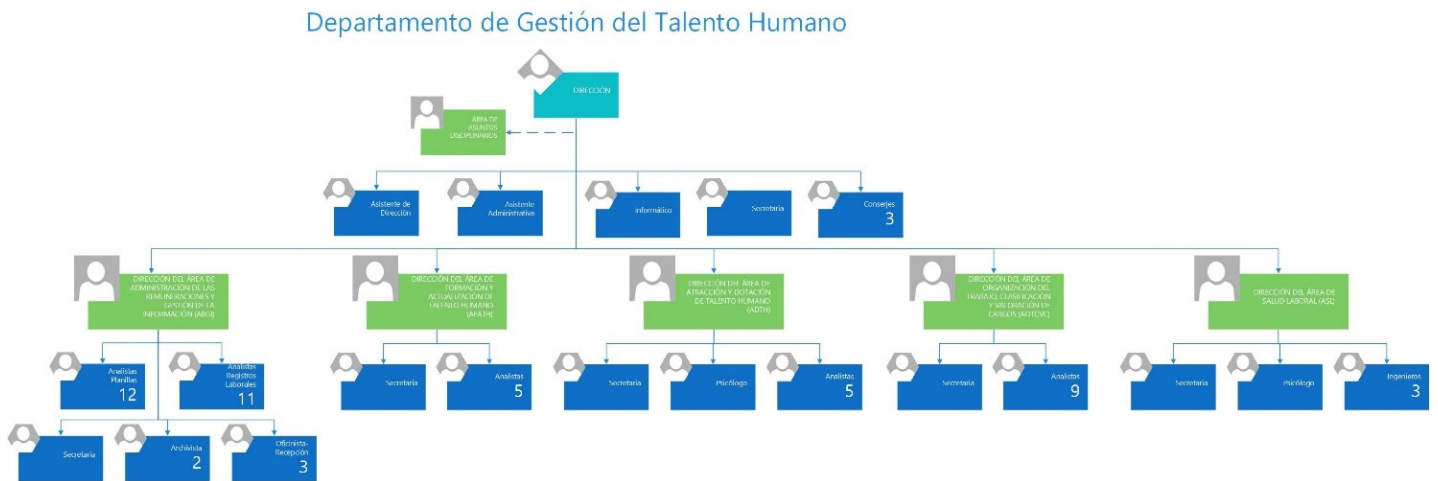 Departamento de Gestión del Talento Humano
DIRECCIÓN
ÁREA DE
ASUNTOS
DISCIPLINARIOS
Asistente de
Dirección
Asistente
Administrativa
Informático
Secretaria
Conserjes
3
DIRECCIÓN DEL ÁREA DE
ADMINISTRACIÓN DE LAS
REMUNERACIONES Y
GESTIÓN DE LA
INFORMACIÓN (ARGI)
DIRECCIÓN DEL ÁREA DE
FORMACIÓN Y
ACTUALIZACIÓN DE
TALENTO HUMANO
(AFATH)
DIRECCIÓN DEL ÁREA DE
ATRACCIÓN Y DOTACIÓN
DE TALENTO HUMANO
(ADTH)
DIRECCIÓN DEL ÁREA DE
ORGANIZACIÓN DEL
TRABAJO, CLASIFICACIÓN
Y VALORACIÓN DE
CARGOS (AOTCVC)
DIRECCIÓN DEL ÁREA DE
SALUD LABORAL (ASL)
Analistas
Planillas
12
Analistas
Registros
Laborales
11
Secretaria
Analistas
5
Secretaria
Psicólogo
Analistas
5
Secretaria
Analistas
9
Secretaria
Psicólogo
Ingenieros
3
Secretaria
Archivista
2
Oficinista-
Recepción
3